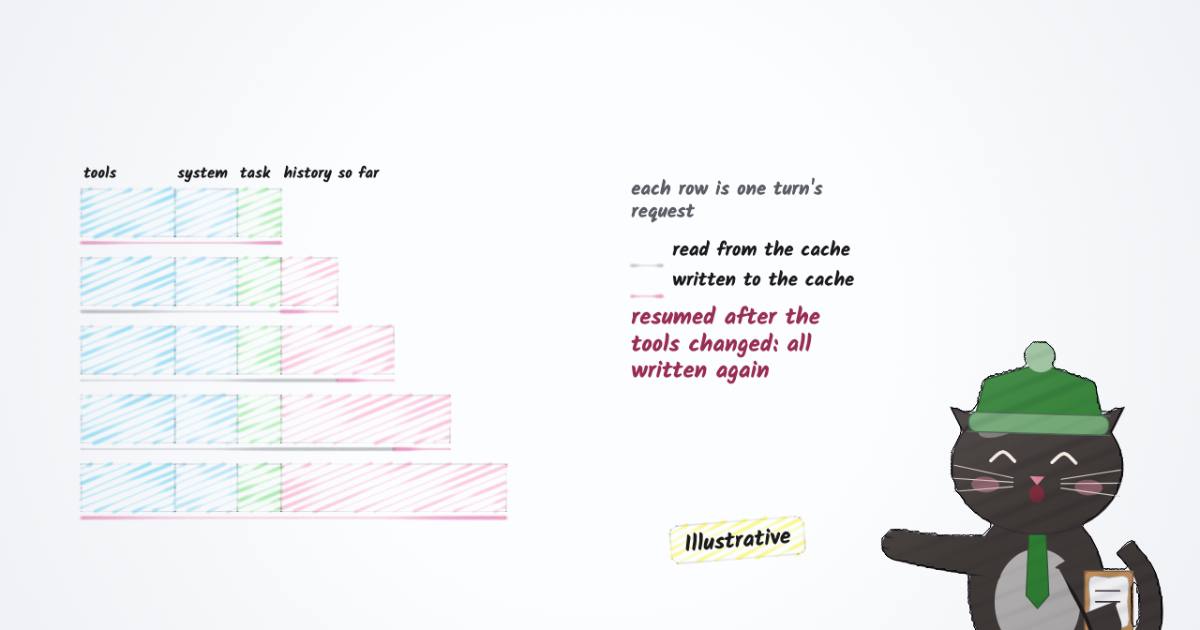 tools system task history so far
each row is one turn's
request
read from the cache
written to the cache
resumed after the
tools changed: all
written again
Illustrative